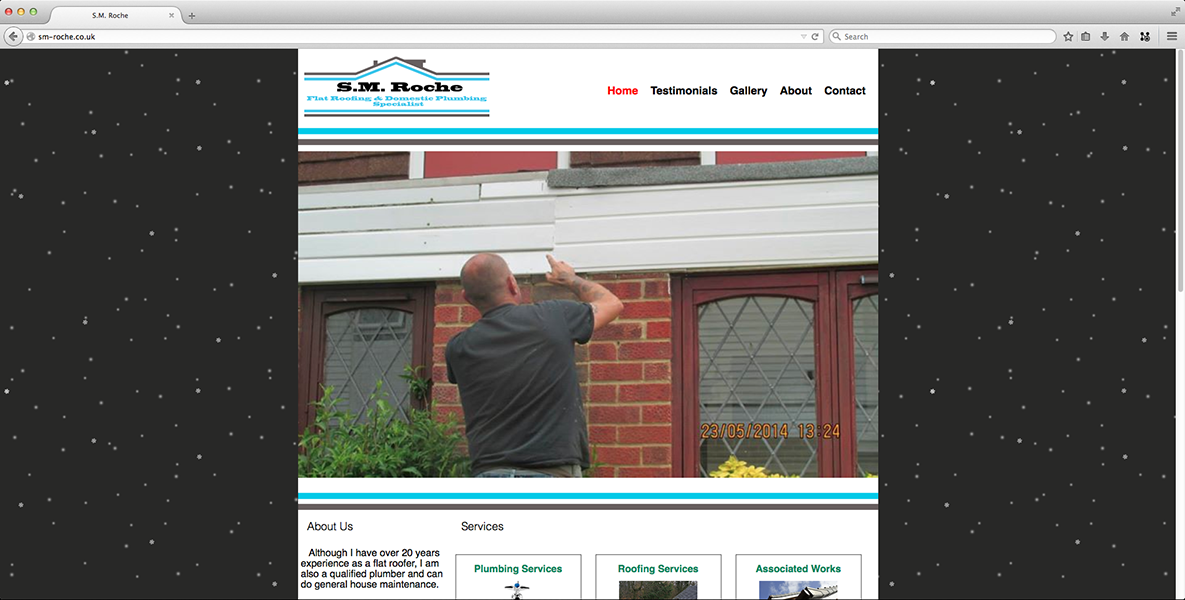 S.M. Roche
sm-roche.co.uk
Search
S.M. Roche
Flat Roofing & Domestic Plumbing
Specialist
Home Testimonials Gallery About Contact
23/05/2014 13:24
About Us
Services
Although I have over 20 years
experience as a flat roofer, I am
also a qualified plumber and can
do general house maintenance.
Plumbing Services
Roofing Services
Associated Works